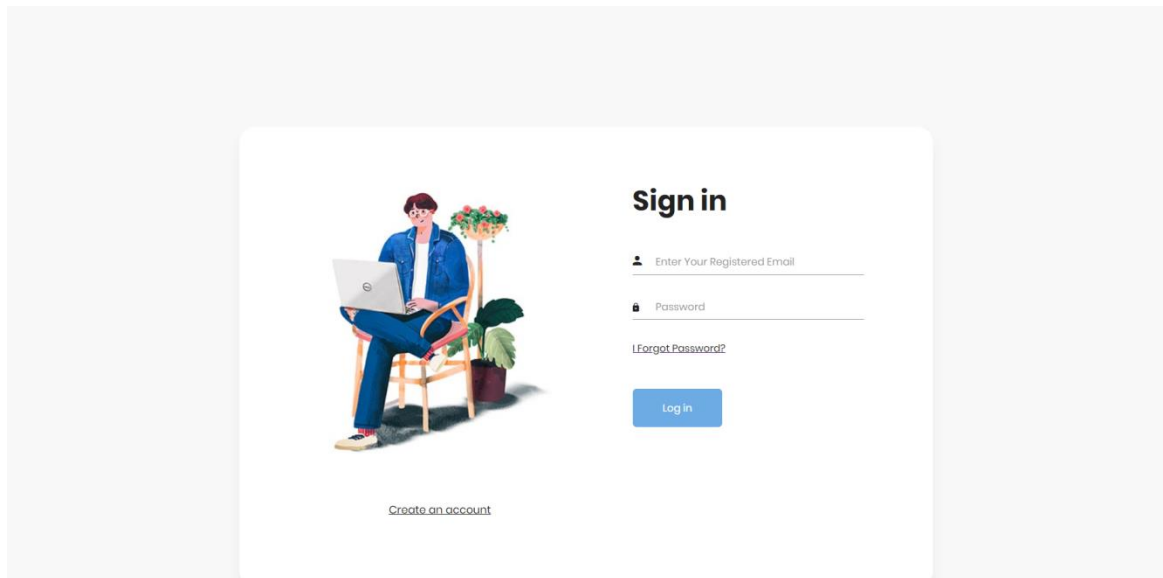 Sign in
Enter Your Registered Email
Password
I Forgot Password?
Log in
Create an account